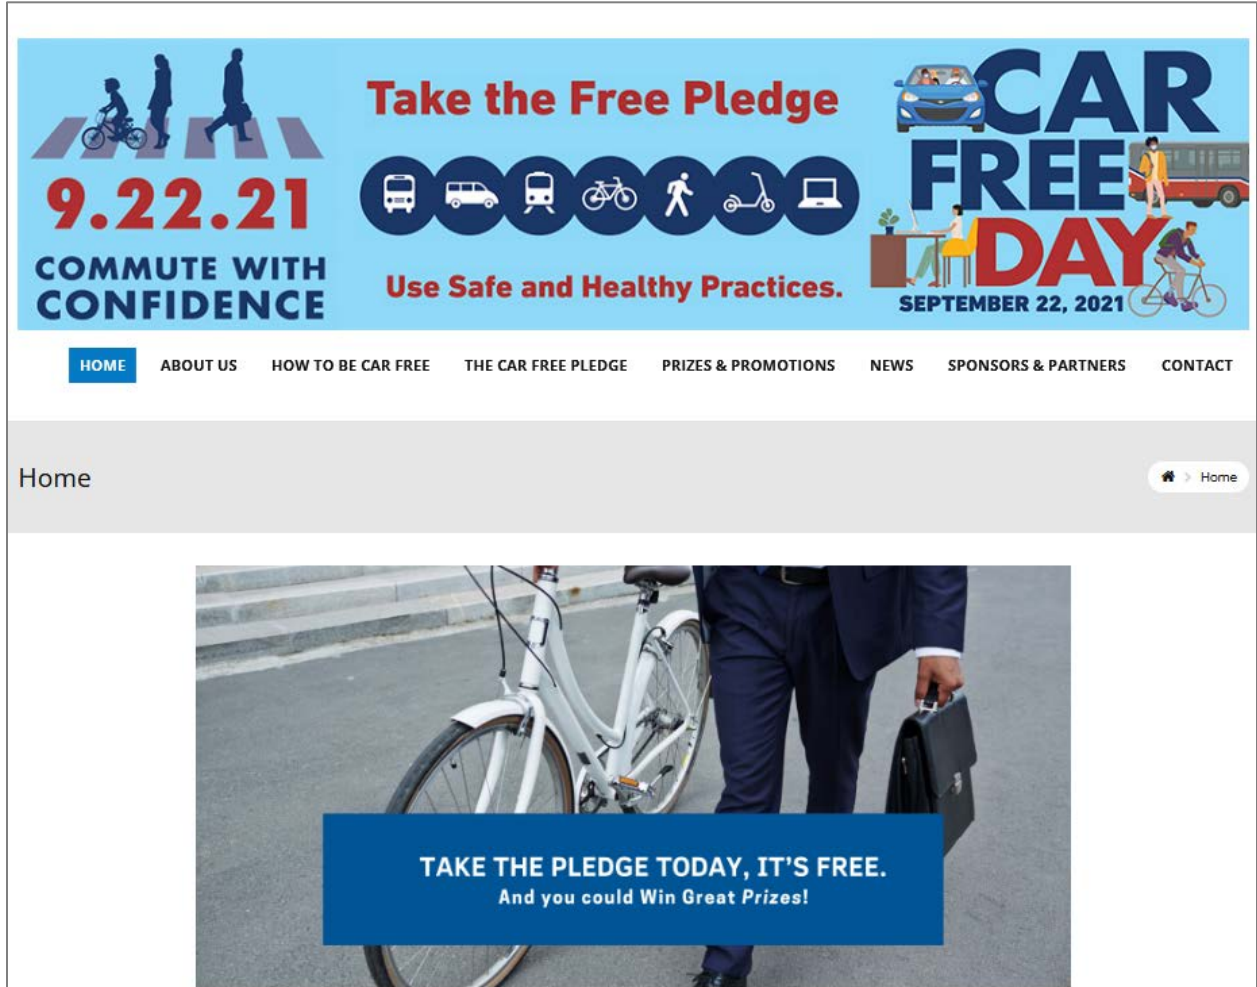 9.22.21
COMMUTE WITH
CONFIDENCE
Take the Free Pledge
Use Safe and Healthy Practices.
CAR
FREE
DAY
SEPTEMBER 22, 2021
HOME ABOUT US HOW TO BE CAR FREE THE CAR FREE PLEDGE PRIZES & PROMOTIONS NEWS SPONSORS & PARTNERS CONTACT
Home
> Home
TAKE THE PLEDGE TODAY, IT'S FREE.
And you could Win Great Prizes!